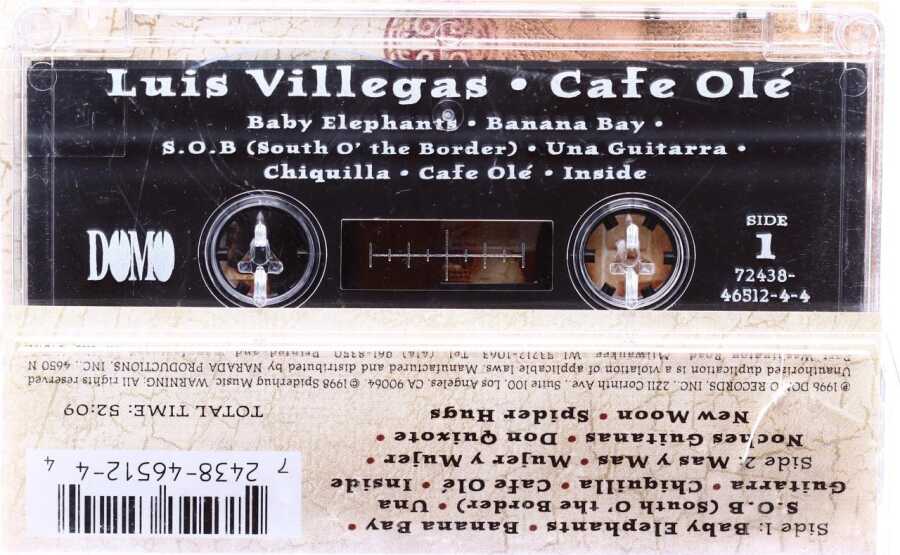 Luis Villegas • Cafe Olé
Baby Elephants • Banana Bay •
S.O.B (South O' the Border) • Una Guitarra •
Chiquilla • Cafe Olé • Inside
DOMO
SIDE
1
72438-
46512-4-4
Side 1: Baby Elephants • Banana Bay •
S.O.B (South O' the Border) • Una
Guitarra • Chiquilla • Cafe Olé • Inside
Side 2: Mas y Mas • Mujer y Mujer •
Noches Guitanas • Don Quixote •
New Moon • Spider Hugs
7 2438-46512-4 4
TOTAL TIME: 52:09
RECORDS, INC., 2211 Corinth Ave., Suite 100, Los Angeles, CA 90064. © 1998 Spiderhug Music. WARNING: All rights reserved
Unauthorized duplication is a violation of applicable laws. Manufactured and distributed by NARADA PRODUCTIONS, INC., 4650 N
Washington Road, Milwaukee, WI 53212-1063 Tel. (414) 961-8350 Printed and